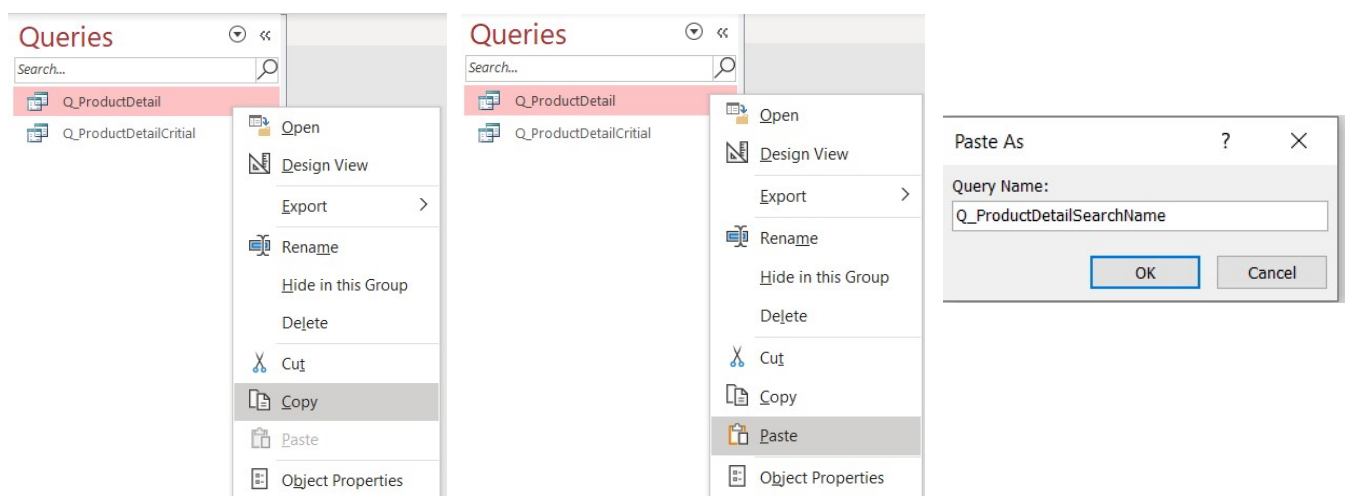 Queries
Search...
Q_ProductDetail
Q_ProductDetailCritial
Open
Design View
Export
Rename
Hide in this Group
Delete
Cut
Copy
Paste
Object Properties
Queries
Search...
Q_ProductDetail
Q_ProductDetailCritial
Open
Design View
Export
Rename
Hide in this Group
Delete
Cut
Copy
Paste
Object Properties
Paste As
Query Name:
Q_ProductDetailSearchName
OK Cancel